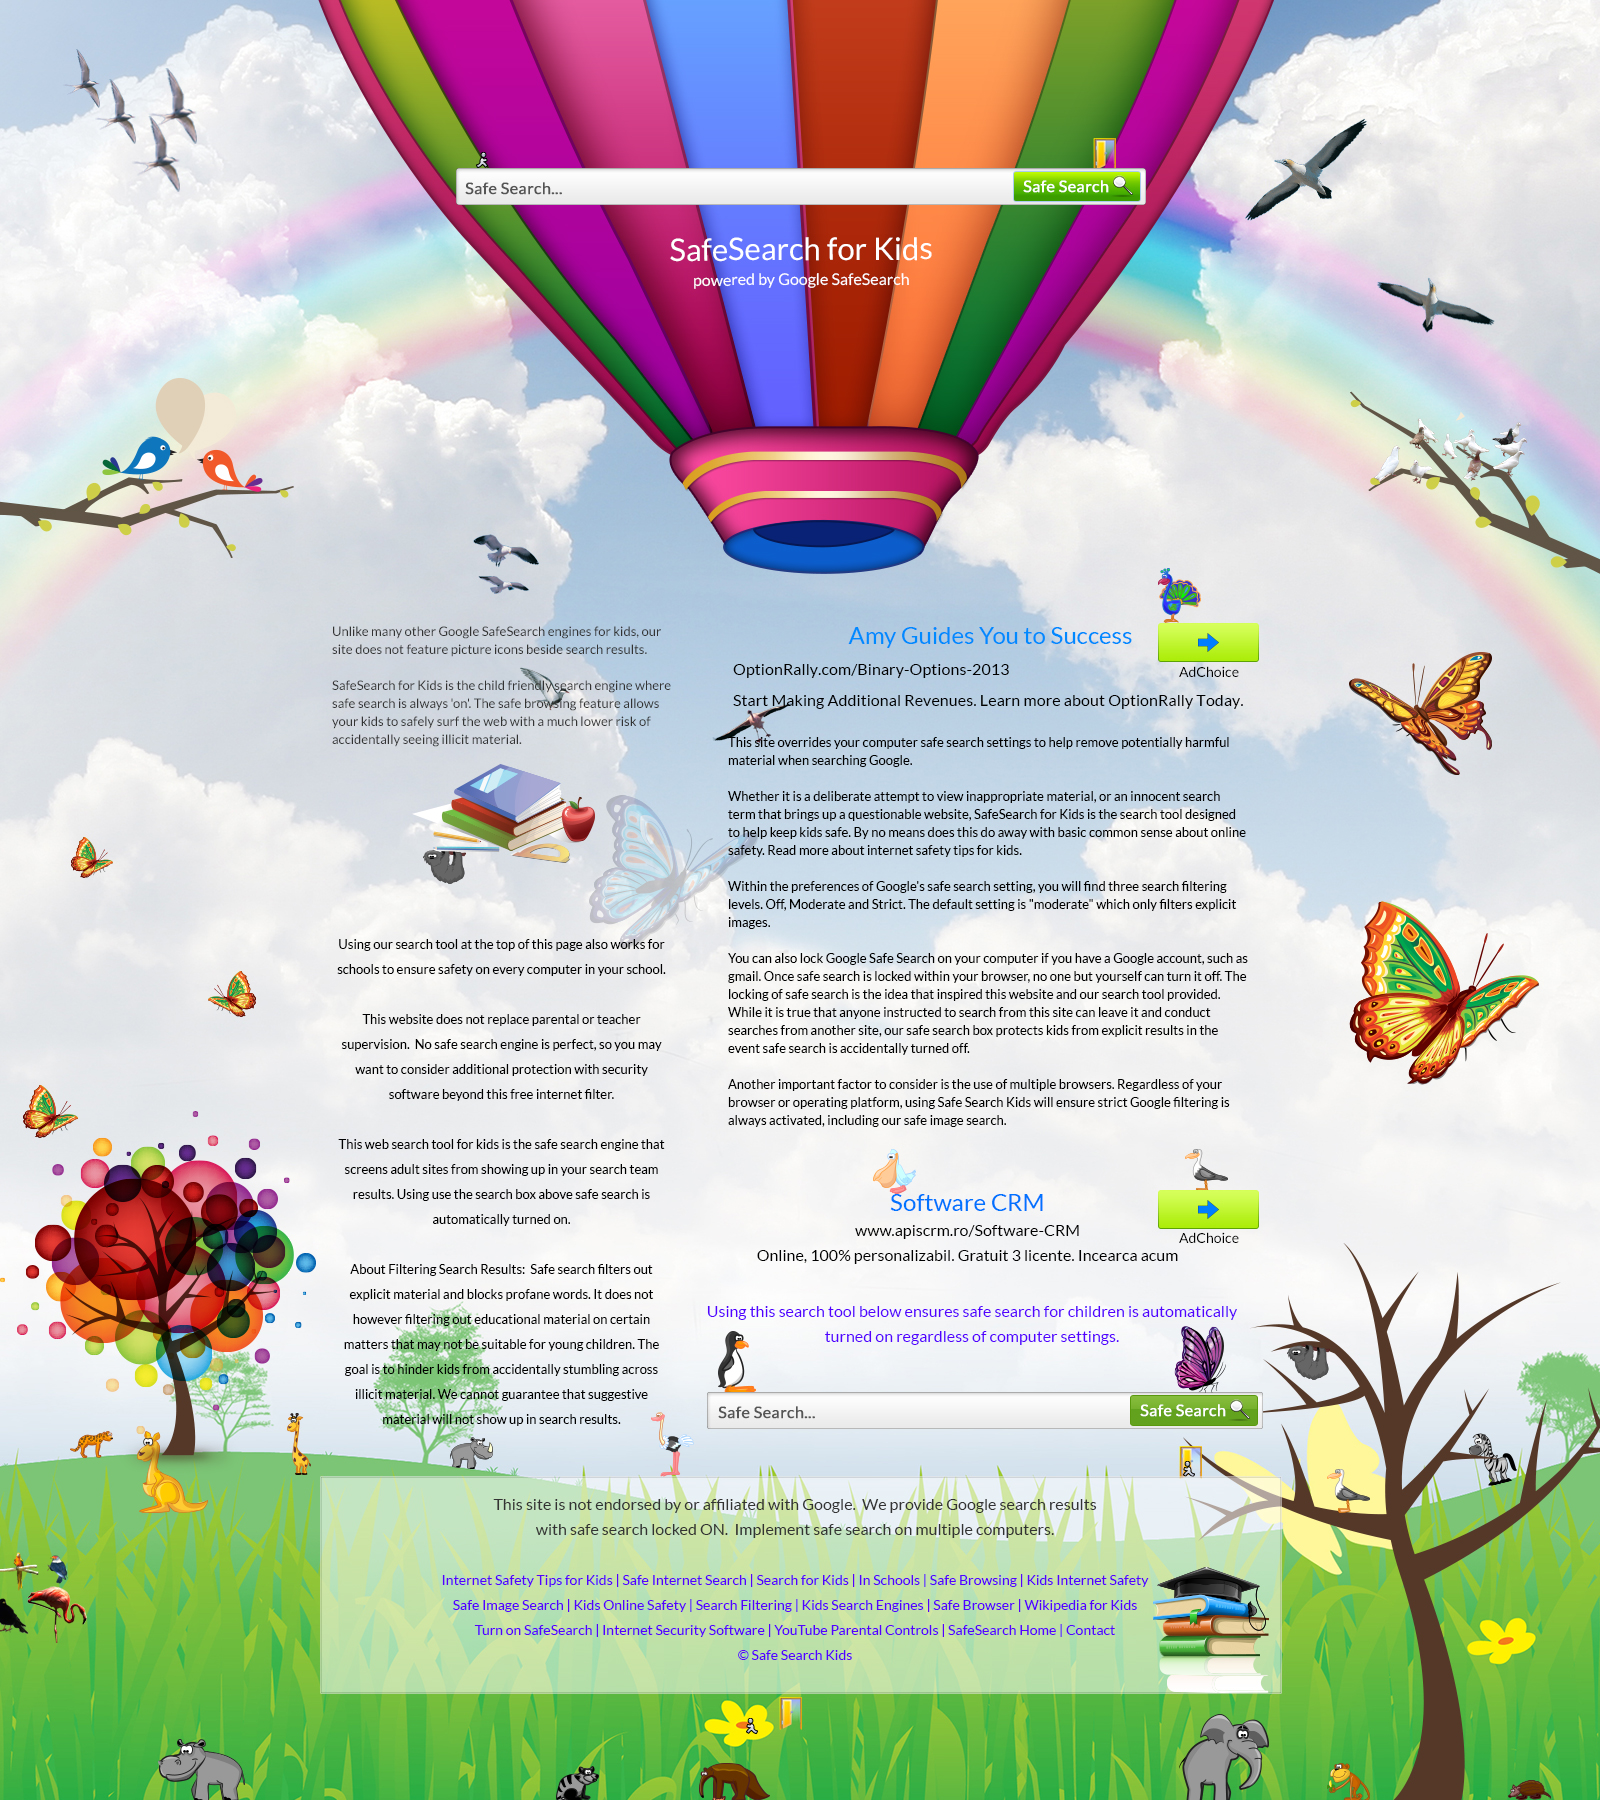 Safe Search...
Safe Search
SafeSearch for Kids
powered by Google SafeSearch
Unlike many other Google SafeSearch engines for kids, our
site does not feature picture icons beside search results.
SafeSearch for Kids is the child friendly search engine where
safe search is always 'on'. The safe browsing feature allows
your kids to safely surf the web with a much lower risk of
accidentally seeing illicit material.
Using our search tool at the top of this page also works for
schools to ensure safety on every computer in your school.
This website does not replace parental or teacher
supervision. No safe search engine is perfect, so you may
want to consider additional protection with security
software beyond this free internet filter.
This web search tool for kids is the safe search engine that
screens adult sites from showing up in your search team
results. Using use the search box above safe search is
automatically turned on.
About Filtering Search Results: Safe search filters out
explicit material and blocks profane words. It does not
however filtering out educational material on certain
matters that may not be suitable for young children. The
goal is to hinder kids from accidentally stumbling across
illicit material. We cannot guarantee that suggestive
material will not show up in search results.
Amy Guides You to Success
OptionRally.com/Binary-Options-2013
AdChoice
Start Making Additional Revenues. Learn more about OptionRally Today.
This site overrides your computer safe search settings to help remove potentially harmful
material when searching Google.
Whether it is a deliberate attempt to view inappropriate material, or an innocent search
term that brings up a questionable website, SafeSearch for Kids is the search tool designed
to help keep kids safe. By no means does this do away with basic common sense about online
safety. Read more about internet safety tips for kids.
Within the preferences of Google's safe search setting, you will find three search filtering
levels. Off, Moderate and Strict. The default setting is "moderate" which only filters explicit
images.
You can also lock Google Safe Search on your computer if you have a Google account, such as
gmail. Once safe search is locked within your browser, no one but yourself can turn it off. The
locking of safe search is the idea that inspired this website and our search tool provided.
While it is true that anyone instructed to search from this site can leave it and conduct
searches from another site, our safe search box protects kids from explicit results in the
event safe search is accidentally turned off.
Another important factor to consider is the use of multiple browsers. Regardless of your
browser or operating platform, using Safe Search Kids will ensure strict Google filtering is
always activated, including our safe image search.
Software CRM
www.apiscrm.ro/Software-CRM
AdChoice
Online, 100% personalizabil. Gratuit 3 licente. Incearca acum
Using this search tool below ensures safe search for children is automatically
turned on regardless of computer settings.
Safe Search...
Safe Search
This site is not endorsed by or affiliated with Google. We provide Google search results
with safe search locked ON. Implement safe search on multiple computers.
Internet Safety Tips for Kids | Safe Internet Search | Search for Kids | In Schools | Safe Browsing | Kids Internet Safety
Safe Image Search | Kids Online Safety | Search Filtering | Kids Search Engines | Safe Browser | Wikipedia for Kids
Turn on SafeSearch | Internet Security Software | YouTube Parental Controls | SafeSearch Home | Contact
© Safe Search Kids